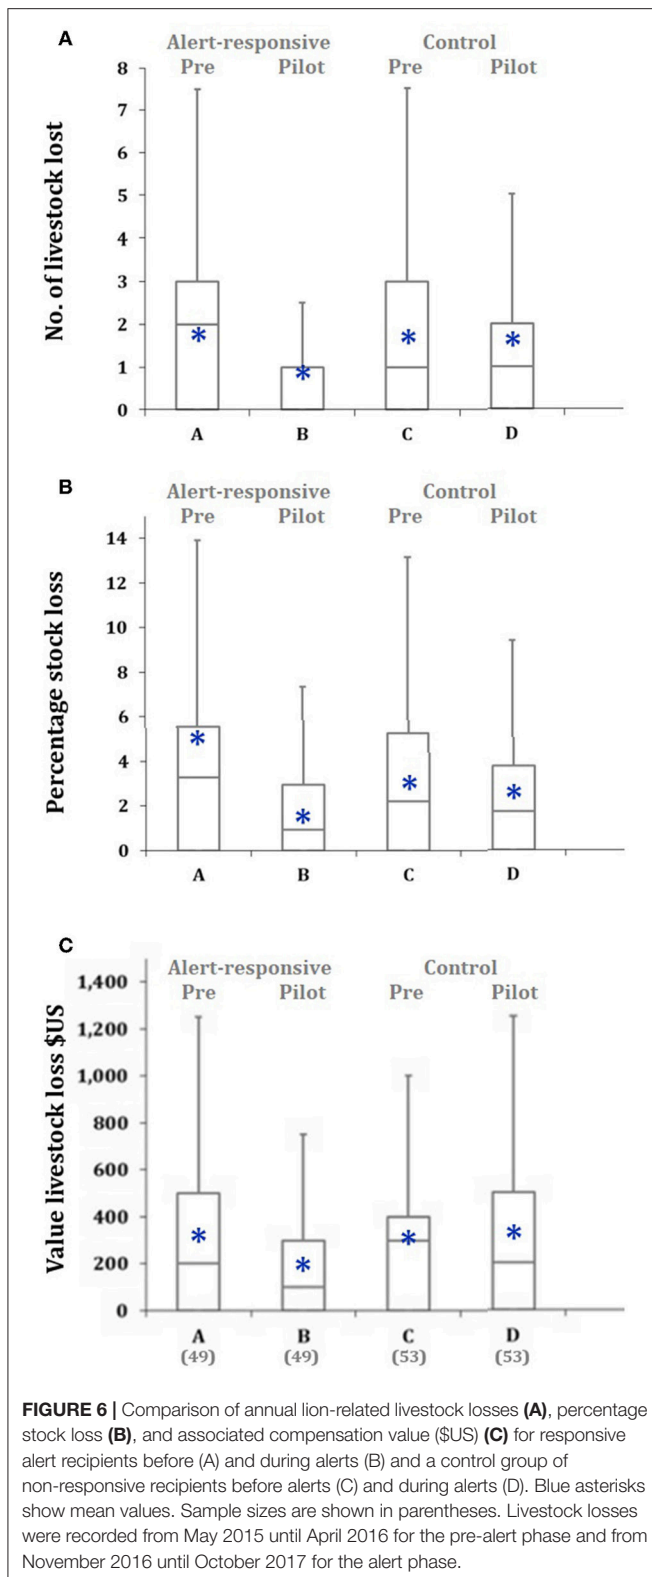 A
Alert-responsive Control
Pre Pilot Pre Pilot
No. of livestock lost
8
7
6
5
4
3
2
1
0
* * * *
A B C D
B
Alert-responsive Control
Pre Pilot Pre Pilot
Percentage stock loss
14
12
10
8
6
4
2
0
* * * *
A B C D
C
Alert-responsive Control
Pre Pilot Pre Pilot
Value livestock loss $US
1,400
1,200
1,000
800
600
400
200
0
* * * *
A B C D
(49) (49) (53) (53)
FIGURE 6 | Comparison of annual lion-related livestock losses (A), percentage
stock loss (B), and associated compensation value ($US) (C) for responsive
alert recipients before (A) and during alerts (B) and a control group of
non-responsive recipients before alerts (C) and during alerts (D). Blue asterisks
show mean values. Sample sizes are shown in parentheses. Livestock losses
were recorded from May 2015 until April 2016 for the pre-alert phase and from
November 2016 until October 2017 for the alert phase.